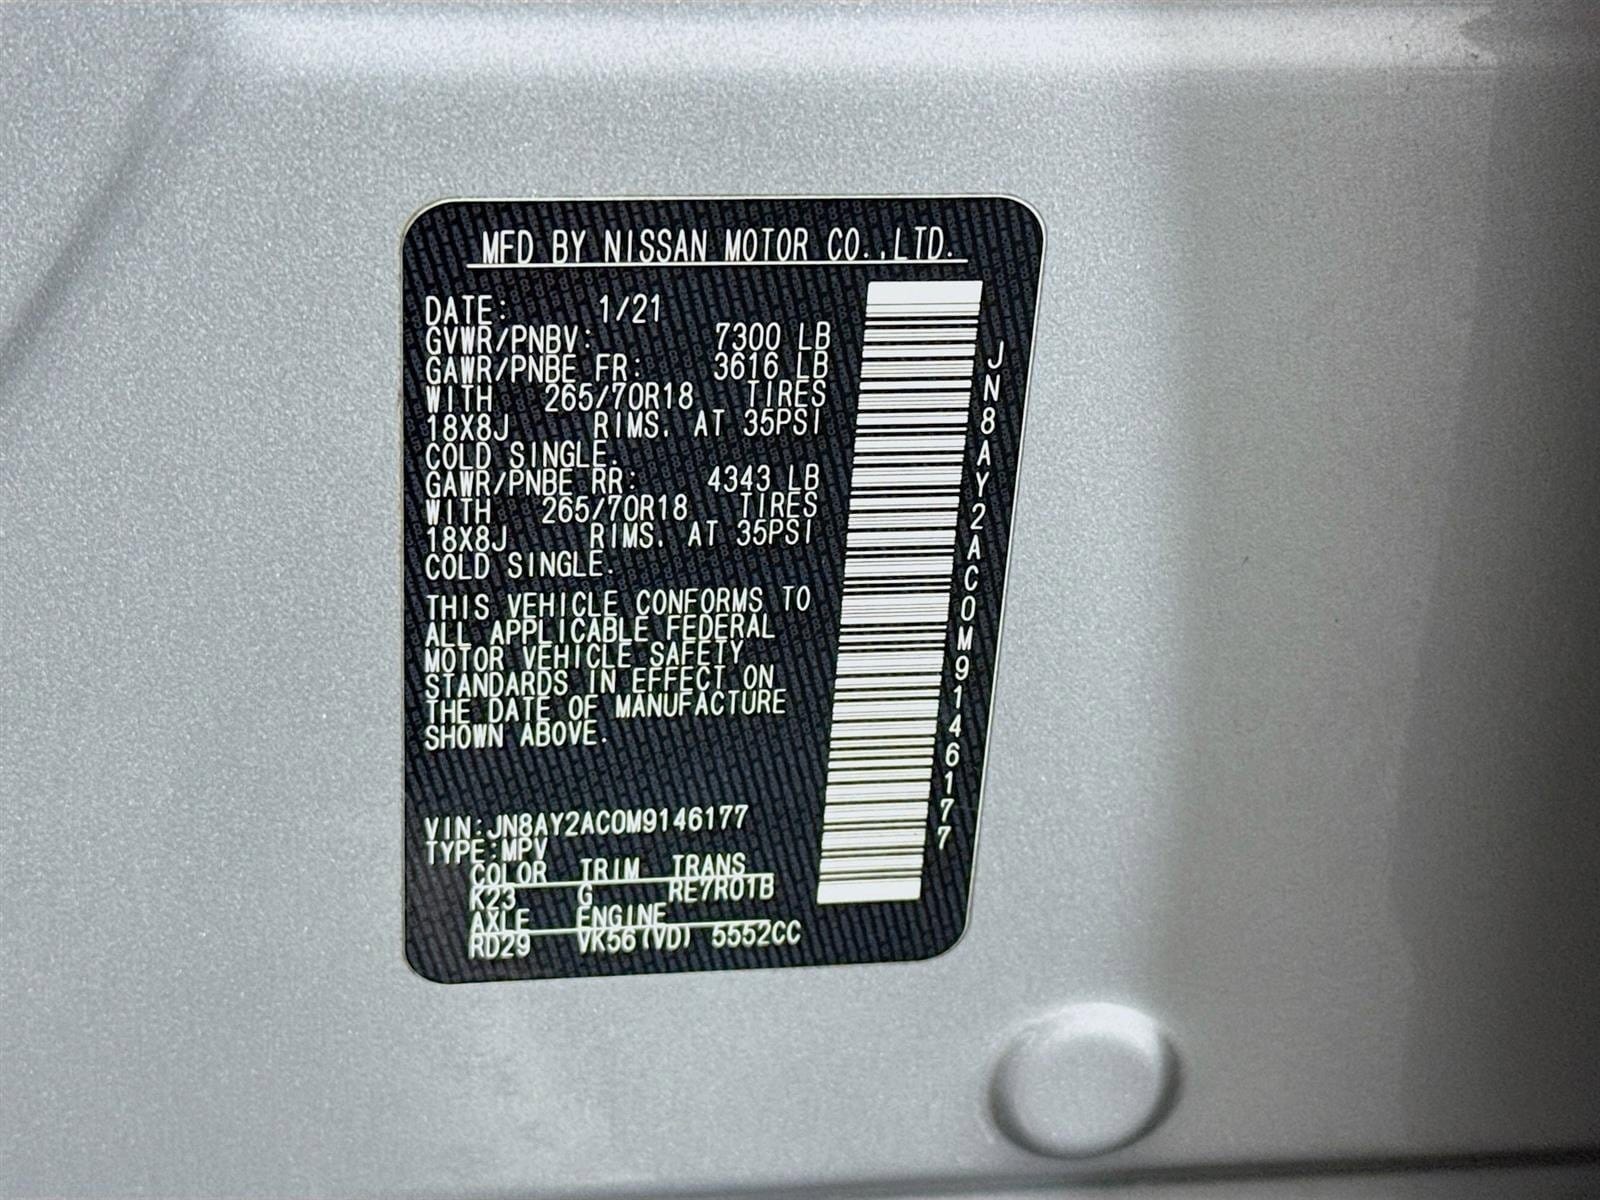 MFD BY NISSAN MOTOR CO.,LTD.
DATE: 1/21
GVWR/PNBV: 7300 LB
GAWR/PNBE FR: 3616 LB
WITH 265/70R18 TIRES
18X8J RIMS, AT 35PSI
COLD SINGLE.
GAWR/PNBE RR: 4343 LB
WITH 265/70R18 TIRES
18X8J RIMS, AT 35PSI
COLD SINGLE.
THIS VEHICLE CONFORMS TO
ALL APPLICABLE FEDERAL
MOTOR VEHICLE SAFETY
STANDARDS IN EFFECT ON
THE DATE OF MANUFACTURE
SHOWN ABOVE.
VIN:JN8AY2AC0M9146177
TYPE:MPV
COLOR TRIM TRANS
K23 G RE7R01B
AXLE ENGINE
RD29 VK56(VD) 5552CC
JN8AY2AC0M9146177